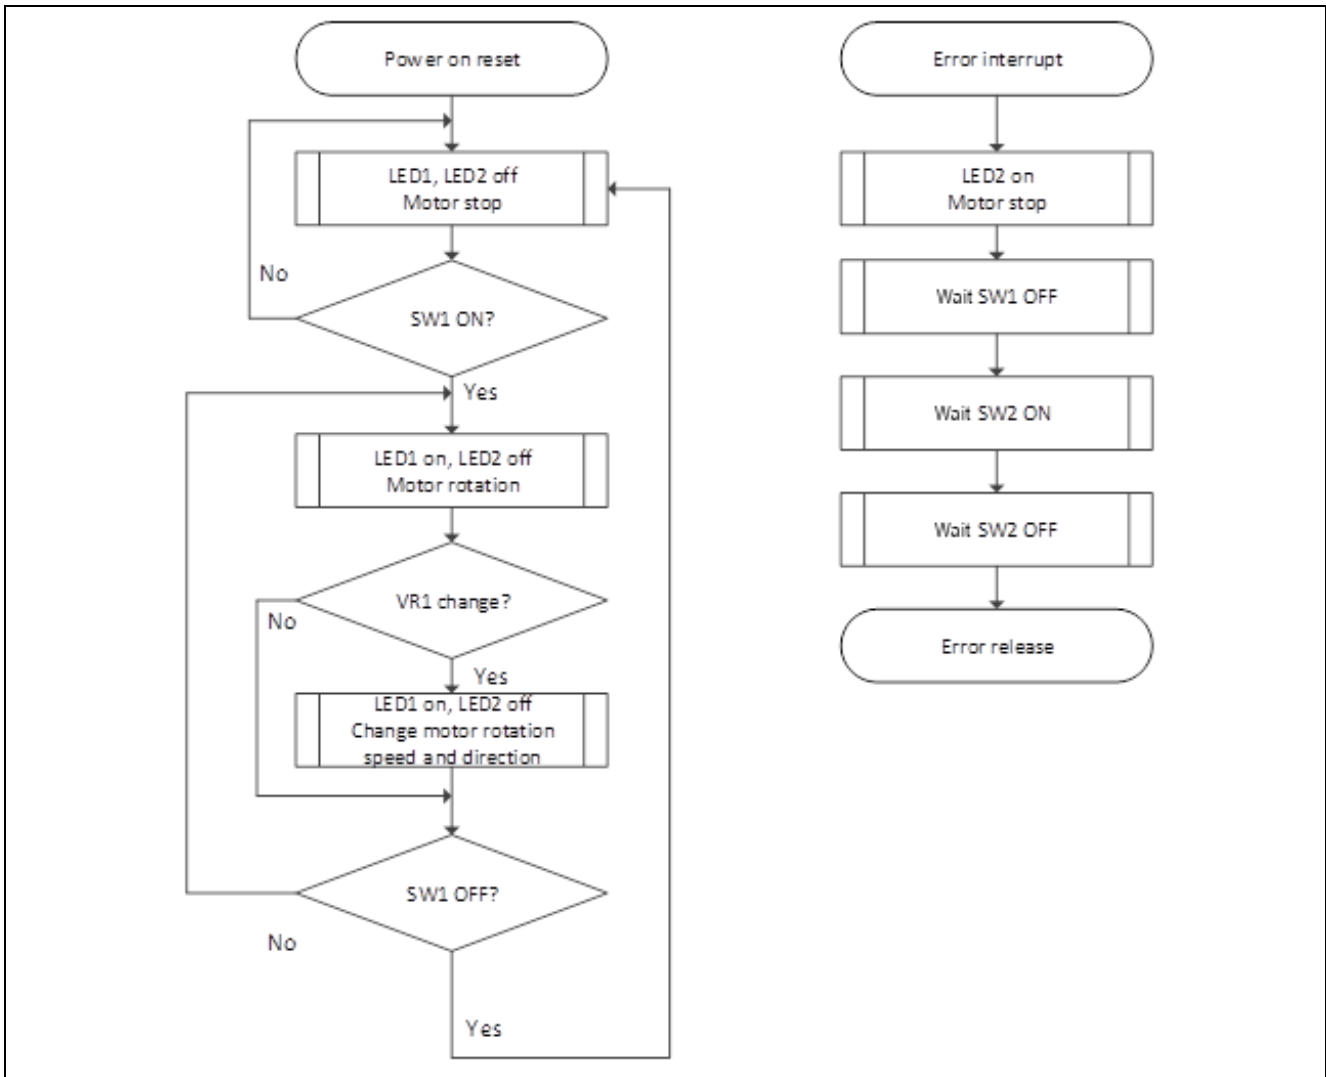 Power on reset
LED1, LED2 off
Motor stop
No
SW1 ON?
Yes
LED1 on, LED2 off
Motor rotation
VR1 change?
No
Yes
LED1 on, LED2 off
Change motor rotation
speed and direction
SW1 OFF?
No
Yes
Error interrupt
LED2 on
Motor stop
Wait SW1 OFF
Wait SW2 ON
Wait SW2 OFF
Error release